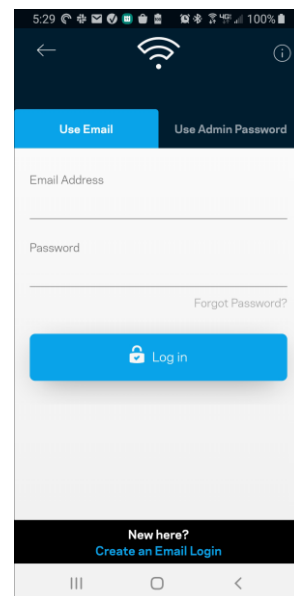 5:29 100%
Use Email Use Admin Password
Email Address
Password
Forgot Password?
Log in
New here?
Create an Email Login